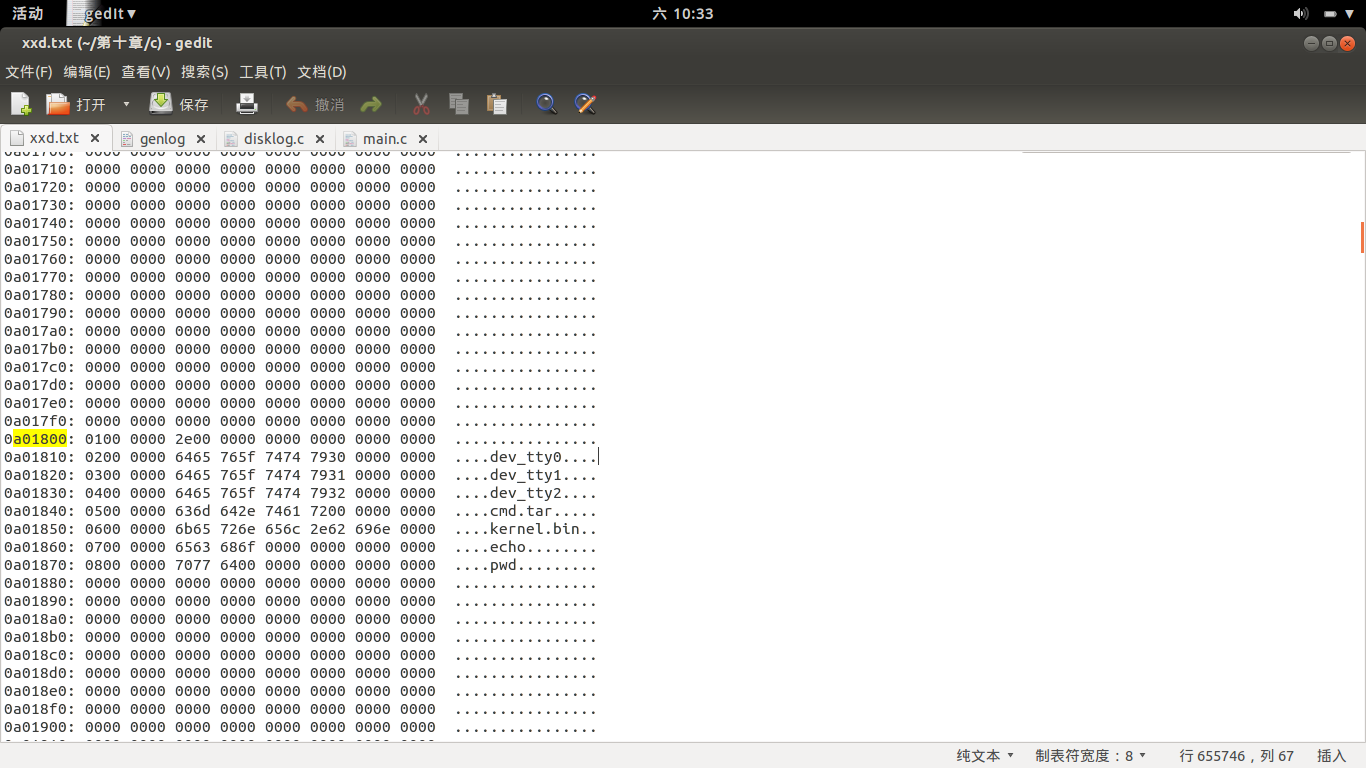 活动 gedit▼ 六 10:33
xxd.txt (~/第十章/c) - gedit
文件(F) 编辑(E) 查看(V) 搜索(S) 工具(T) 文档(D)
打开 保存 撤消
xxd.txt genlog disklog.c main.c
0a01700: 0000 0000 0000 0000 0000 0000 0000 0000 ................
0a01710: 0000 0000 0000 0000 0000 0000 0000 0000 ................
0a01720: 0000 0000 0000 0000 0000 0000 0000 0000 ................
0a01730: 0000 0000 0000 0000 0000 0000 0000 0000 ................
0a01740: 0000 0000 0000 0000 0000 0000 0000 0000 ................
0a01750: 0000 0000 0000 0000 0000 0000 0000 0000 ................
0a01760: 0000 0000 0000 0000 0000 0000 0000 0000 ................
0a01770: 0000 0000 0000 0000 0000 0000 0000 0000 ................
0a01780: 0000 0000 0000 0000 0000 0000 0000 0000 ................
0a01790: 0000 0000 0000 0000 0000 0000 0000 0000 ................
0a017a0: 0000 0000 0000 0000 0000 0000 0000 0000 ................
0a017b0: 0000 0000 0000 0000 0000 0000 0000 0000 ................
0a017c0: 0000 0000 0000 0000 0000 0000 0000 0000 ................
0a017d0: 0000 0000 0000 0000 0000 0000 0000 0000 ................
0a017e0: 0000 0000 0000 0000 0000 0000 0000 0000 ................
0a017f0: 0000 0000 0000 0000 0000 0000 0000 0000 ................
0a01800: 0100 0000 2e00 0000 0000 0000 0000 0000 ................
0a01810: 0200 0000 6465 765f 7474 7930 0000 0000 ....dev_tty0....
0a01820: 0300 0000 6465 765f 7474 7931 0000 0000 ....dev_tty1....
0a01830: 0400 0000 6465 765f 7474 7932 0000 0000 ....dev_tty2....
0a01840: 0500 0000 636d 642e 7461 7200 0000 0000 ....cmd.tar.....
0a01850: 0600 0000 6b65 726e 656c 2e62 696e 0000 ....kernel.bin..
0a01860: 0700 0000 6563 686f 0000 0000 0000 0000 ....echo........
0a01870: 0800 0000 7077 6400 0000 0000 0000 0000 ....pwd.........
0a01880: 0000 0000 0000 0000 0000 0000 0000 0000 ................
0a01890: 0000 0000 0000 0000 0000 0000 0000 0000 ................
0a018a0: 0000 0000 0000 0000 0000 0000 0000 0000 ................
0a018b0: 0000 0000 0000 0000 0000 0000 0000 0000 ................
0a018c0: 0000 0000 0000 0000 0000 0000 0000 0000 ................
0a018d0: 0000 0000 0000 0000 0000 0000 0000 0000 ................
0a018e0: 0000 0000 0000 0000 0000 0000 0000 0000 ................
0a018f0: 0000 0000 0000 0000 0000 0000 0000 0000 ................
0a01900: 0000 0000 0000 0000 0000 0000 0000 0000 ................
纯文本 制表符宽度：8 行 655746，列 67 插入